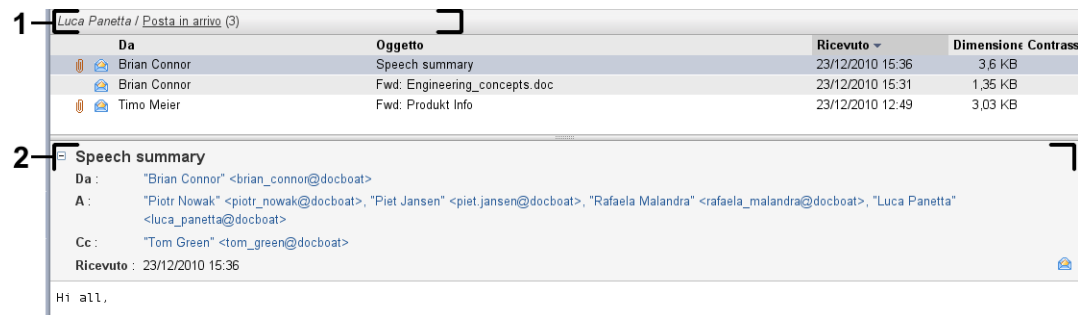 1 Luca Panetta / Posta in arrivo (3)
Da Oggetto Ricevuto Dimensione Contrass
Brian Connor Speech summary 23/12/2010 15:36 3,6 KB
Brian Connor Fwd: Engineering_concepts.doc 23/12/2010 15:31 1,35 KB
Timo Meier Fwd: Produkt Info 23/12/2010 12:49 3,03 KB
2 Speech summary
Da : "Brian Connor" <brian_connor@docboat>
A : "Piotr Nowak" <piotr_nowak@docboat>, "Piet Jansen" <piet.jansen@docboat>, "Rafaela Malandra" <rafaela_malandra@docboat>, "Luca Panetta"
<luca_panetta@docboat>
Cc : "Tom Green" <tom_green@docboat>
Ricevuto : 23/12/2010 15:36
Hi all,